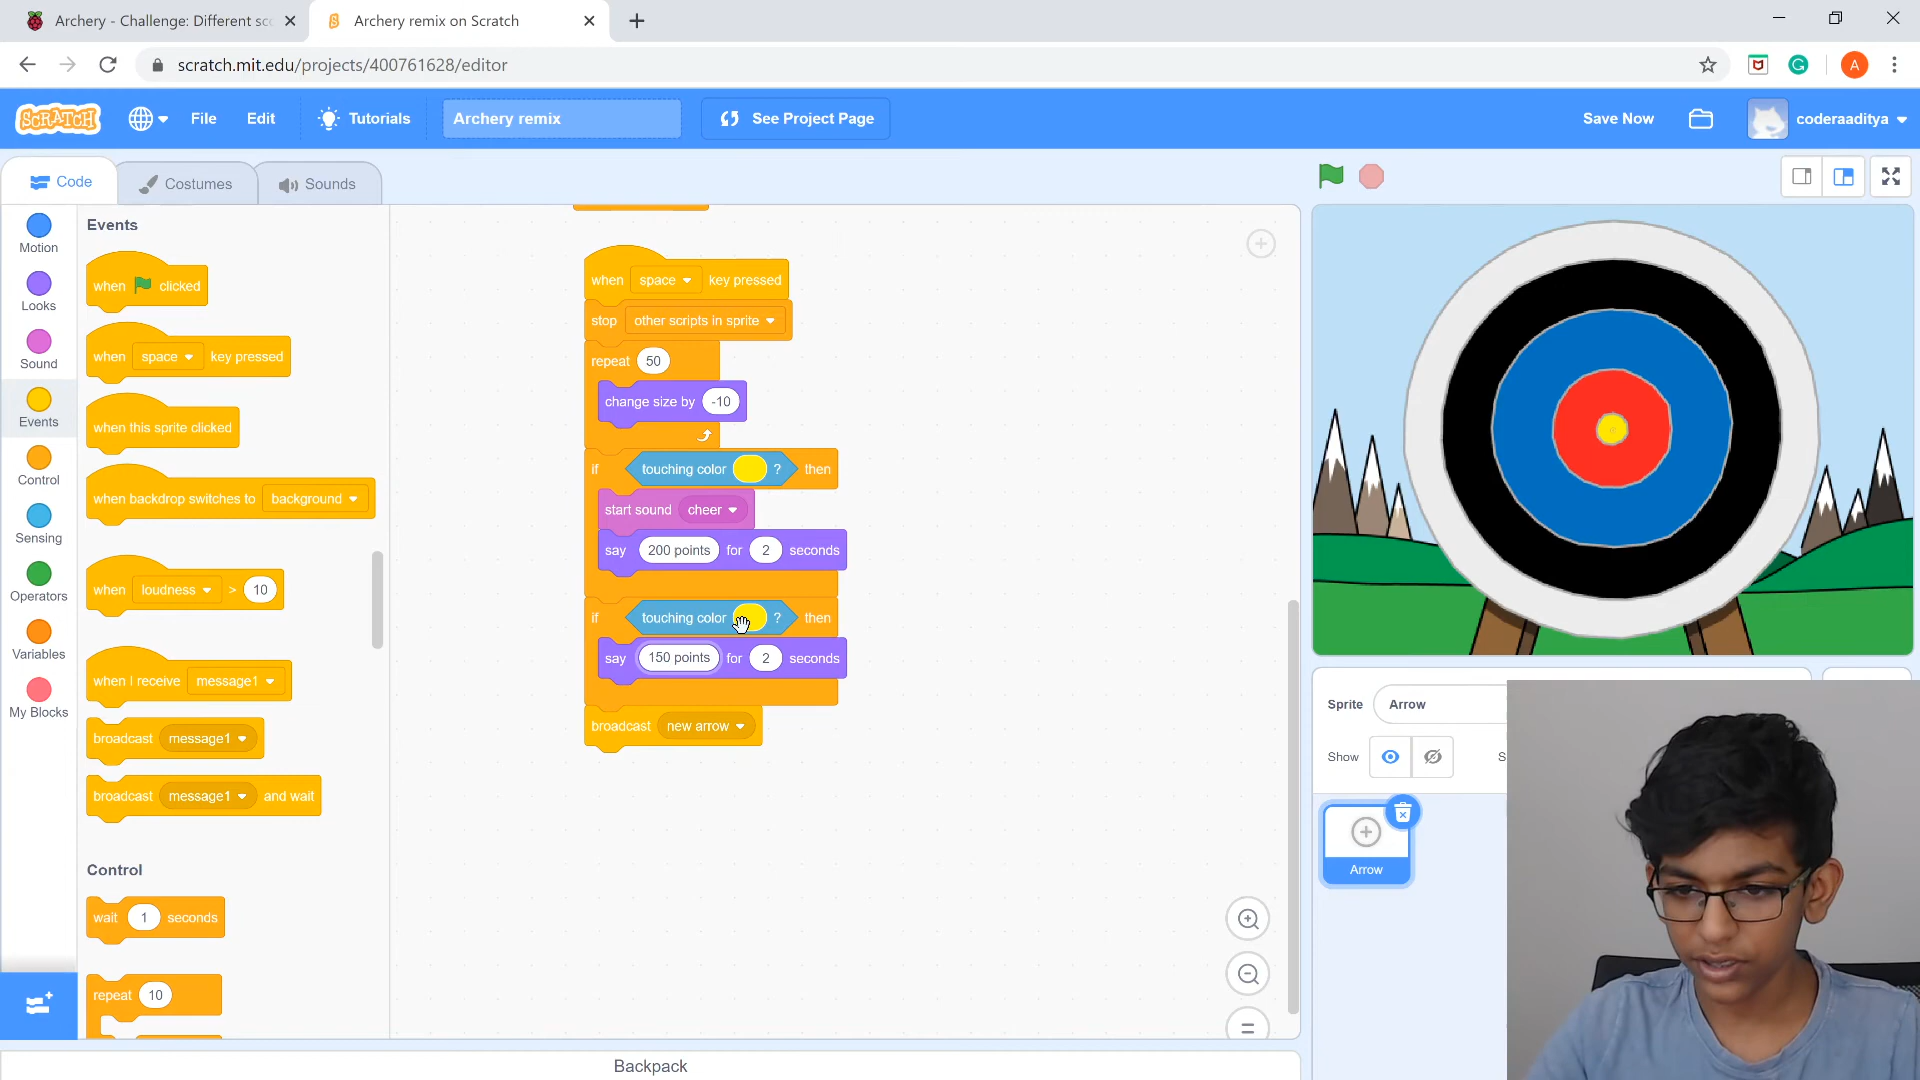 Archery - Challenge: Different sc
Archery remix on Scratch
scratch.mit.edu/projects/400761628/editor
A
SCRATCH
File
Edit
Tutorials
Archery remix
See Project Page
Save Now
coderaaditya
Code
Costumes
Sounds
Motion
Looks
Sound
Events
Control
Sensing
Operators
Variables
My Blocks
Events
when clicked
when space key pressed
when this sprite clicked
when backdrop switches to background
when loudness > 10
when I receive message1
broadcast message1
broadcast message1 and wait
Control
wait 1 seconds
repeat 10
when space key pressed
stop other scripts in sprite
repeat 50
change size by -10
if touching color ? then
start sound cheer
say 200 points for 2 seconds
if touching color ? then
say 150 points for 2 seconds
broadcast new arrow
Sprite
Arrow
Show
S
Arrow
Backpack